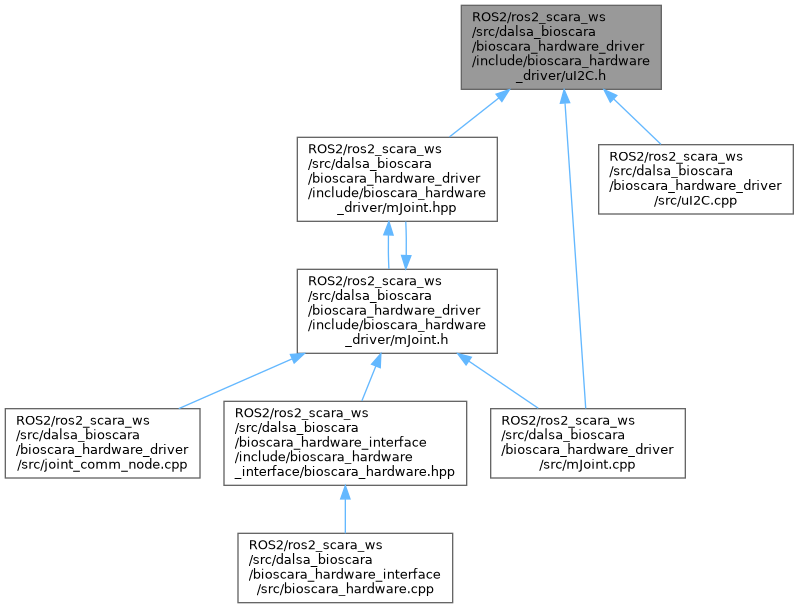 ROS2/ros2_scara_ws
/src/dalsa_bioscara
/bioscara_hardware_driver
/include/bioscara_hardware
_driver/uI2C.h
ROS2/ros2_scara_ws
/src/dalsa_bioscara
/bioscara_hardware_driver
/include/bioscara_hardware
_driver/mJoint.hpp
ROS2/ros2_scara_ws
/src/dalsa_bioscara
/bioscara_hardware_driver
/src/uI2C.cpp
ROS2/ros2_scara_ws
/src/dalsa_bioscara
/bioscara_hardware_driver
/include/bioscara_hardware
_driver/mJoint.h
ROS2/ros2_scara_ws
/src/dalsa_bioscara
/bioscara_hardware_driver
/src/joint_comm_node.cpp
ROS2/ros2_scara_ws
/src/dalsa_bioscara
/bioscara_hardware_interface
/include/bioscara_hardware
_interface/bioscara_hardware.hpp
ROS2/ros2_scara_ws
/src/dalsa_bioscara
/bioscara_hardware_driver
/src/mJoint.cpp
ROS2/ros2_scara_ws
/src/dalsa_bioscara
/bioscara_hardware_interface
/src/bioscara_hardware.cpp